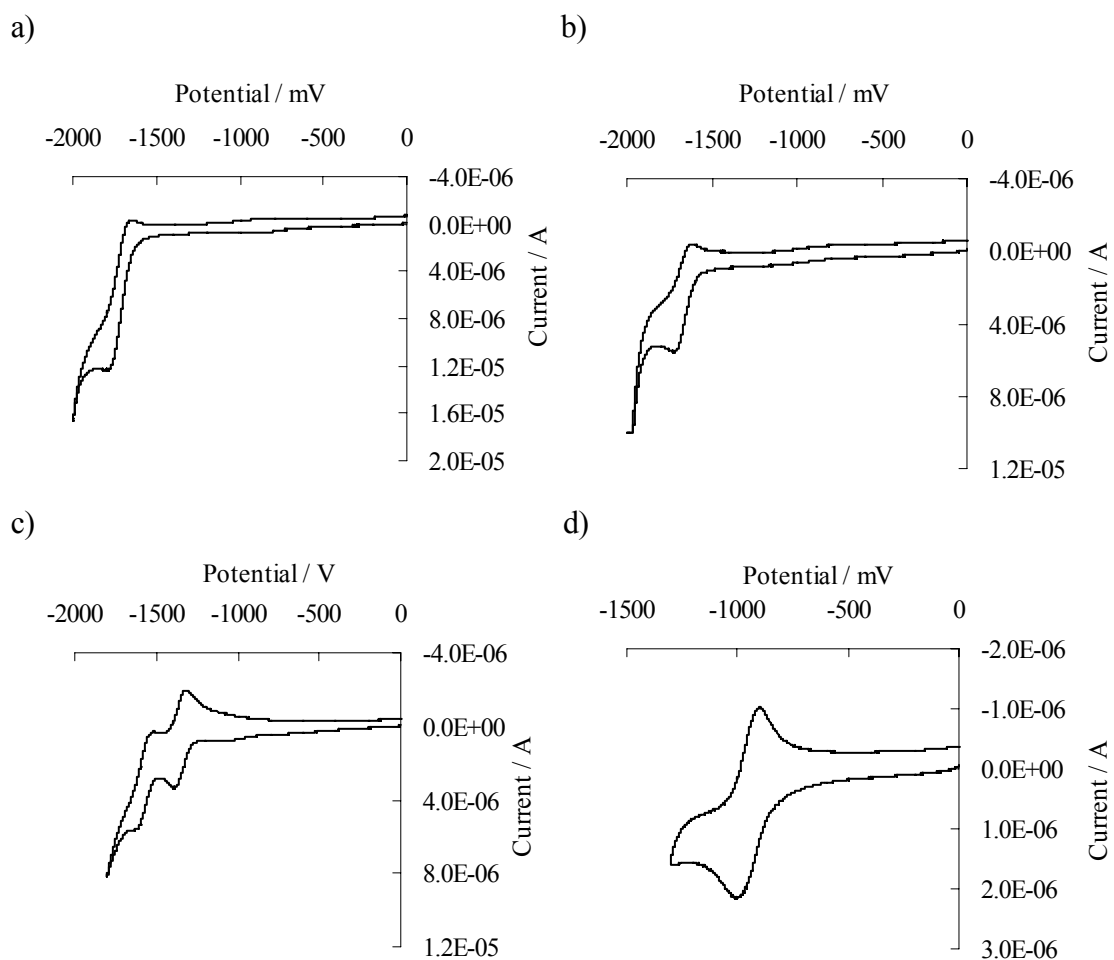 a)
Potential / mV
-2000 -1500 -1000 -500 0
-4.0E-06
0.0E+00
4.0E-06
8.0E-06
1.2E-05
1.6E-05
2.0E-05
Current / A
b)
Potential / mV
-2000 -1500 -1000 -500 0
-4.0E-06
0.0E+00
4.0E-06
8.0E-06
1.2E-05
Current / A
c)
Potential / V
-2000 -1500 -1000 -500 0
-4.0E-06
0.0E+00
4.0E-06
8.0E-06
1.2E-05
Current / A
d)
Potential / mV
-1500 -1000 -500 0
-2.0E-06
-1.0E-06
0.0E+00
1.0E-06
2.0E-06
3.0E-06
Current / A